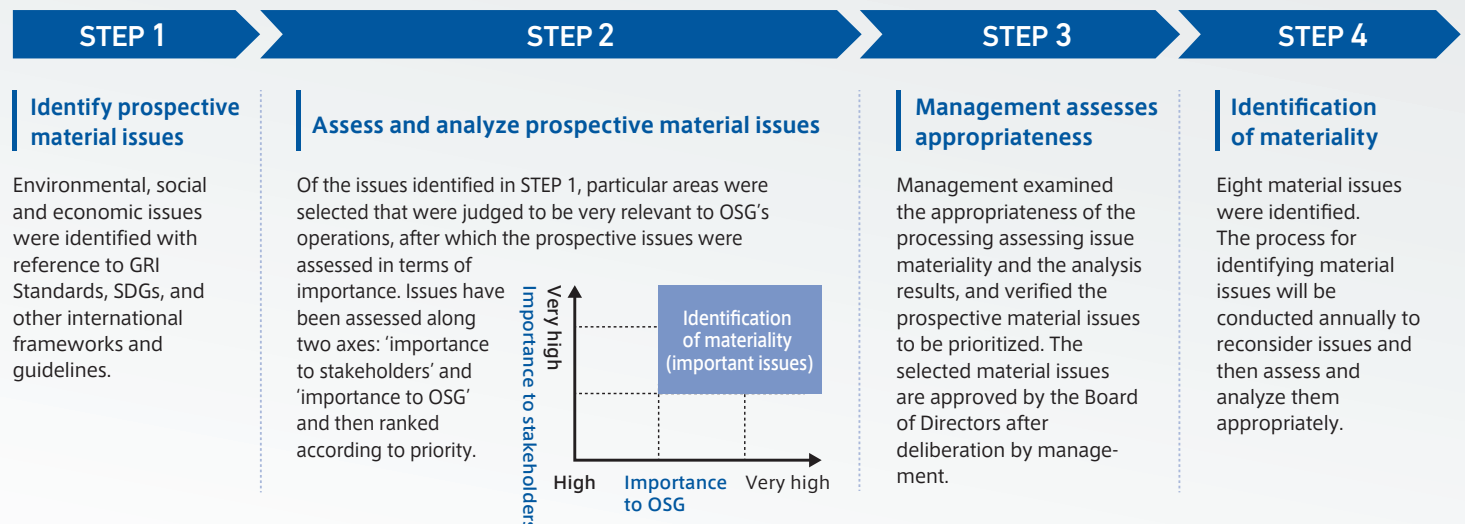 STEP 1
Identify prospective
material issues
Environmental, social
and economic issues
were identified with
reference to GRI
Standards, SDGs, and
other international
frameworks and
guidelines.
STEP 2
Assess and analyze prospective material issues
Of the issues identified in STEP 1, particular areas were
selected that were judged to be very relevant to OSG's
operations, after which the prospective issues were
assessed in terms of
importance. Issues have
been assessed along
two axes: ‘importance
to stakeholders’ and
‘importance to OSG’
and then ranked
according to priority.
Very high
Importance to stakeholders
Identification
of materiality
(important issues)
High
Importance
to OSG
Very high
STEP 3
Management assesses
appropriateness
Management examined
the appropriateness of the
processing assessing issue
materiality and the analysis
results, and verified the
prospective material issues
to be prioritized. The
selected material issues
are approved by the Board
of Directors after
deliberation by manage-
ment.
STEP 4
Identification
of materiality
Eight material issues
were identified.
The process for
identifying material
issues will be
conducted annually to
reconsider issues and
then assess and
analyze them
appropriately.